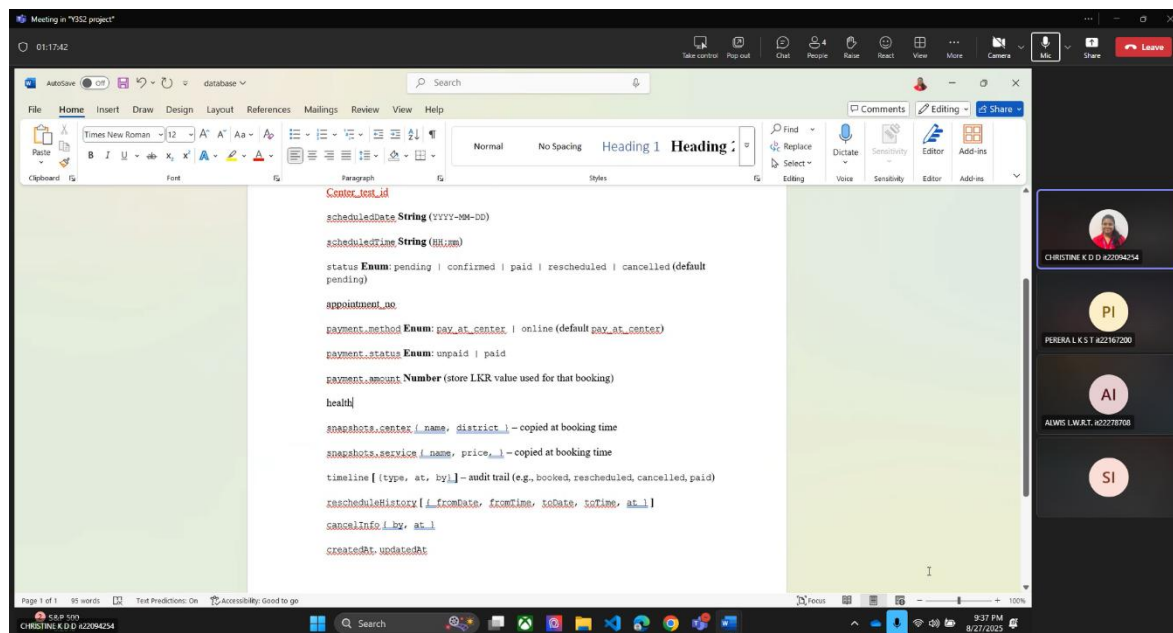 Meeting in "Y3S2 project"
01:17:42
Take control Pop out Chat People Raise React View More Camera Mic Share Leave
AutoSave Off database Search
File Home Insert Draw Design Layout References Mailings Review View Help Comments Editing Share
Paste Times New Roman 12 Normal No Spacing Heading 1 Heading 2 Find Replace Select Dictate Sensitivity Editor Add-ins
Clipboard Font Paragraph Styles Editing Voice Sensitivity Editor Add-ins
Center_test_id
scheduledDate String (YYYY-MM-DD)
scheduledTime String (HH:mm)
status Enum: pending | confirmed | paid | rescheduled | cancelled (default
pending)
appointment_no
payment.method Enum: pay_at_center | online (default pay_at_center)
payment.status Enum: unpaid | paid
payment.amount Number (store LKR value used for that booking)
health
snapshots.center { name, district } – copied at booking time
snapshots.service { name, price, } – copied at booking time
timeline [ {type, at, by} ] – audit trail (e.g., booked, rescheduled, cancelled, paid)
rescheduleHistory [ { fromDate, fromTime, toDate, toTime, at } ]
cancelInfo { by, at }
createdAt, updatedAt
CHRISTINE K D D it22094254
PI
PERERA L K S T it22167200
AI
ALWIS L.W.R.T. it22278708
SI
Page 1 of 1 95 words Text Predictions: On Accessibility: Good to go Focus 100%
S&P 500
CHRISTINE K D D it22094254
Search
9:37 PM
8/27/2025